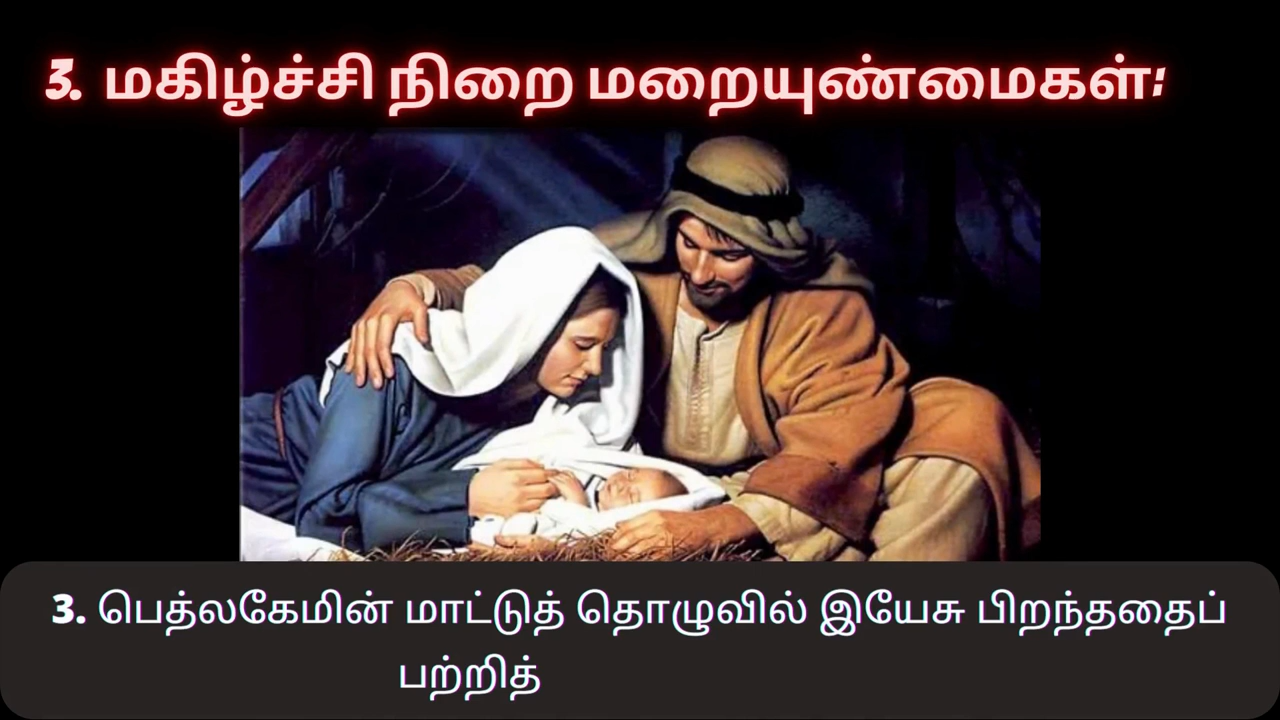 3. மகிழ்ச்சி நிறை மறையுண்மைகள்!
3. பெத்லகேமின் மாட்டுத் தொழுவில் இயேசு பிறந்ததைப்
பற்றித்